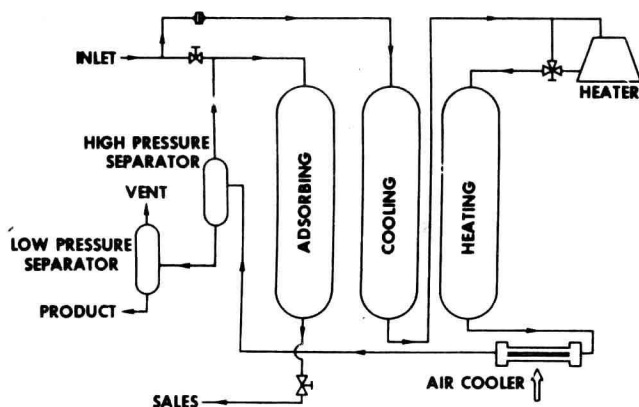 INLET
HEATER
HIGH PRESSURE
SEPARATOR
VENT
LOW PRESSURE
SEPARATOR
PRODUCT
ADSORBING
COOLING
HEATING
AIR COOLER
SALES